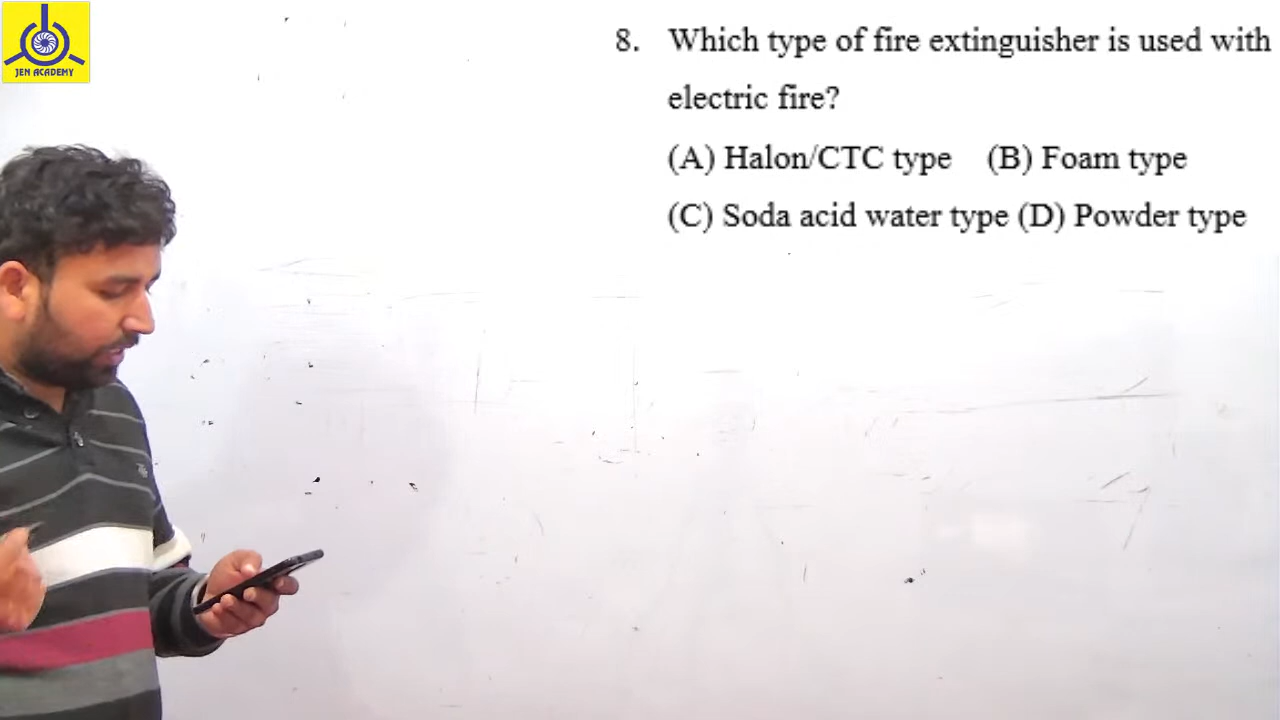 JEN ACADEMY
8. Which type of fire extinguisher is used with
electric fire?
(A) Halon/CTC type (B) Foam type
(C) Soda acid water type (D) Powder type